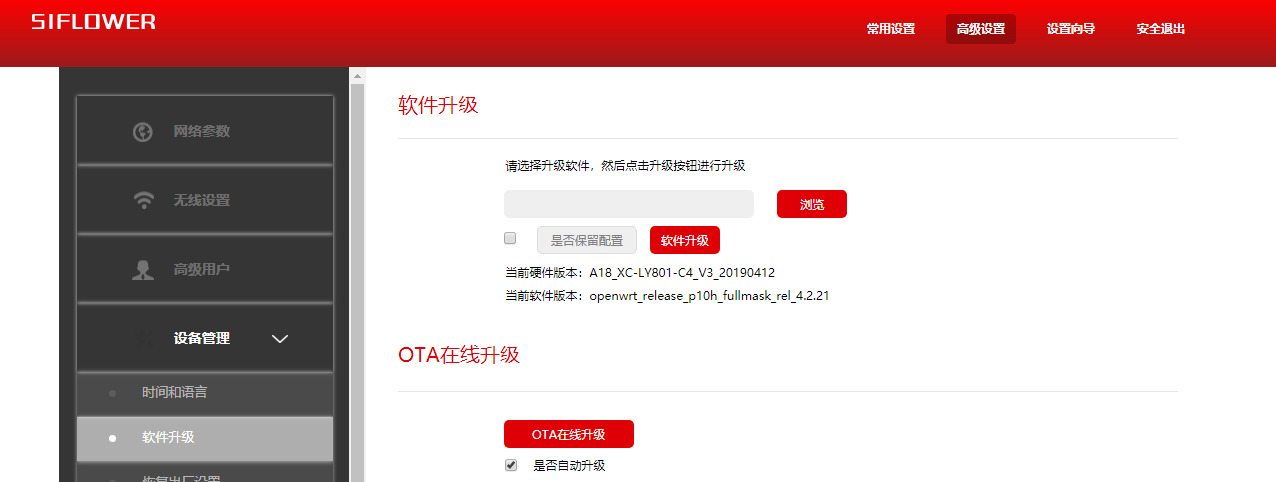 SIFLOWER
常用设置
高级设置
设置向导
安全退出
网络参数
无线设置
高级用户
设备管理
时间和语言
软件升级
恢复出厂设置
软件升级
请选择升级软件，然后点击升级按钮进行升级
浏览
是否保留配置
软件升级
当前硬件版本：A18_XC-LY801-C4_V3_20190412
当前软件版本：openwrt_release_p10h_fullmask_rel_4.2.21
OTA在线升级
OTA在线升级
是否自动升级